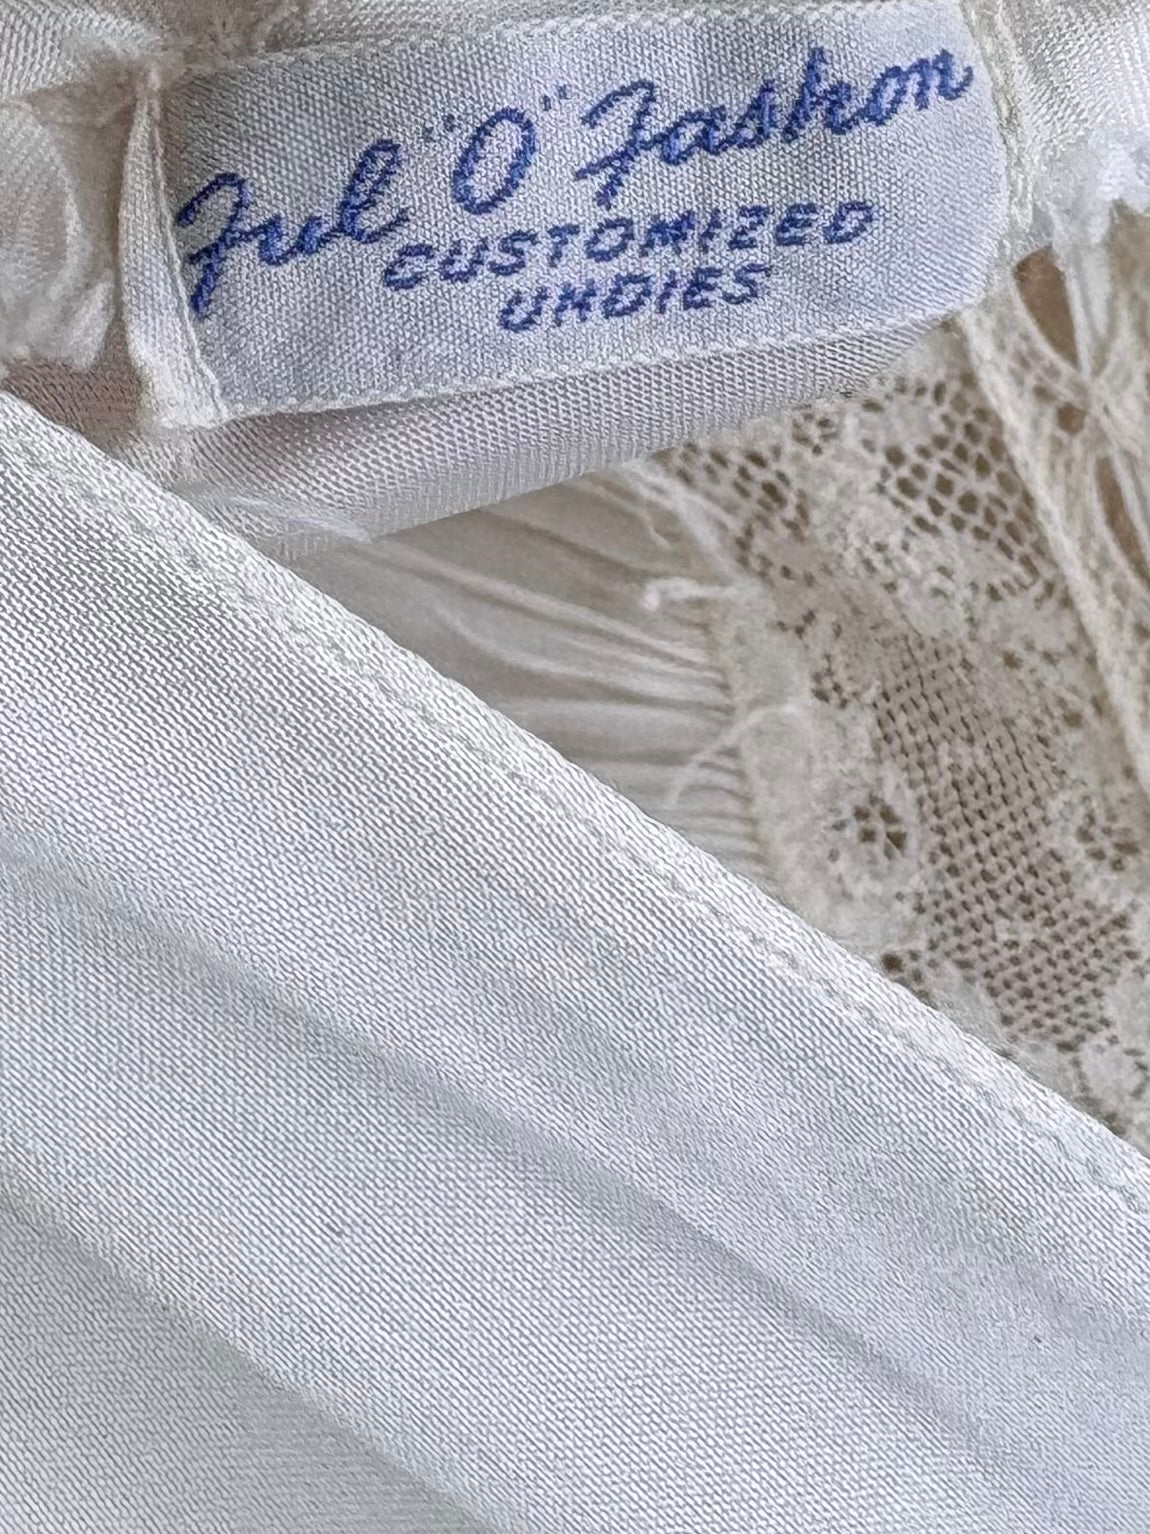 Ful "O" Fashon
CUSTOMIZED
UNDIES